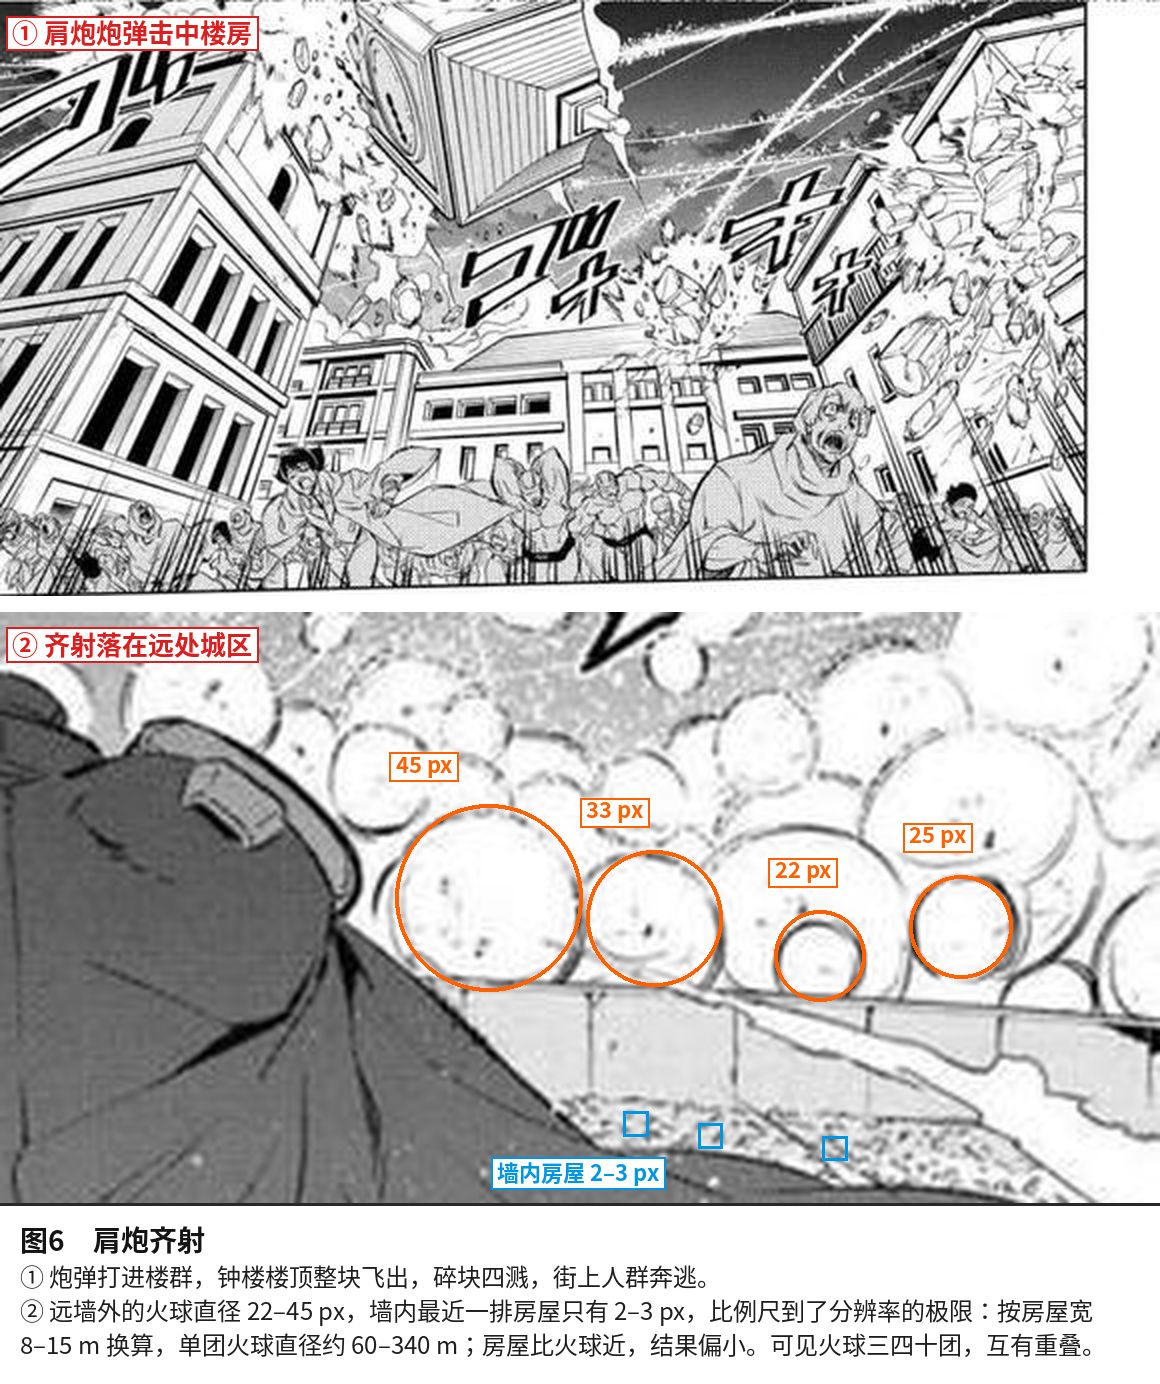 ① 肩炮炮弹击中楼房
② 齐射落在远处城区
45 px
33 px
22 px
25 px
墙内房屋 2–3 px
图6 肩炮齐射
① 炮弹打进楼群，钟楼楼顶整块飞出，碎块四溅，街上人群奔逃。
② 远墙外的火球直径 22–45 px，墙内最近一排房屋只有 2–3 px，比例尺到了分辨率的极限：按房屋宽
8–15 m 换算，单团火球直径约 60–340 m；房屋比火球近，结果偏小。可见火球三四十团，互有重叠。